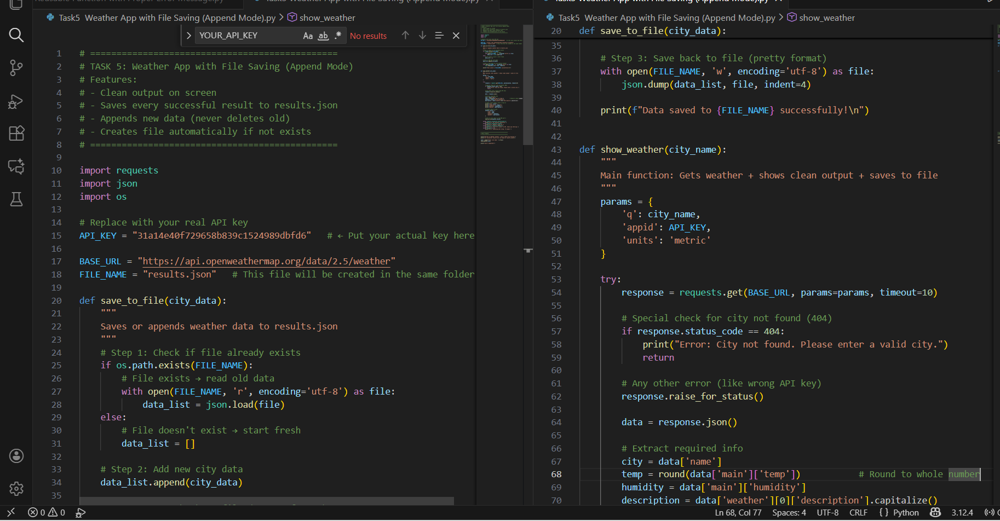 Task5 Weather App with File Saving (Append Mode).py > show_weather
YOUR_API_KEY Aa ab .* No results
1 # ===============================================
2 # TASK 5: Weather App with File Saving (Append Mode)
3 # Features:
4 # - Clean output on screen
5 # - Saves every successful result to results.json
6 # - Appends new data (never deletes old)
7 # - Creates file automatically if not exists
8 # ===============================================
9
10 import requests
11 import json
12 import os
13
14 # Replace with your real API key
15 API_KEY = "31a14e40f729658b839c1524989dbfd6" # ← Put your actual key here
16
17 BASE_URL = "https://api.openweathermap.org/data/2.5/weather"
18 FILE_NAME = "results.json" # This file will be created in the same folder
19
20 def save_to_file(city_data):
21 """
22 Saves or appends weather data to results.json
23 """
24 # Step 1: Check if file already exists
25 if os.path.exists(FILE_NAME):
26 # File exists → read old data
27 with open(FILE_NAME, 'r', encoding='utf-8') as file:
28 data_list = json.load(file)
29 else:
30 # File doesn't exist → start fresh
31 data_list = []
32
33 # Step 2: Add new city data
34 data_list.append(city_data)
35
Task5 Weather App with File Saving (Append Mode).py > show_weather
20 def save_to_file(city_data):
35
36 # Step 3: Save back to file (pretty format)
37 with open(FILE_NAME, 'w', encoding='utf-8') as file:
38 json.dump(data_list, file, indent=4)
39
40 print(f"Data saved to {FILE_NAME} successfully!\n")
41
42
43 def show_weather(city_name):
44 """
45 Main function: Gets weather + shows clean output + saves to file
46 """
47 params = {
48 'q': city_name,
49 'appid': API_KEY,
50 'units': 'metric'
51 }
52
53 try:
54 response = requests.get(BASE_URL, params=params, timeout=10)
55
56 # Special check for city not found (404)
57 if response.status_code == 404:
58 print("Error: City not found. Please enter a valid city.")
59 return
60
61 # Any other error (like wrong API key)
62 response.raise_for_status()
63
64 data = response.json()
65
66 # Extract required info
67 city = data['name']
68 temp = round(data['main']['temp']) # Round to whole number
69 humidity = data['main']['humidity']
70 description = data['weather'][0]['description'].capitalize()
0 0 Ln 68, Col 77 Spaces: 4 UTF-8 CRLF { } Python 3.12.4